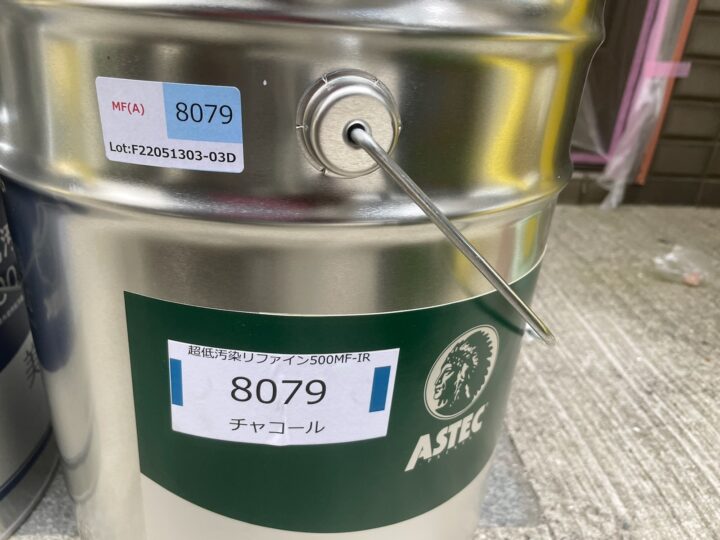 MF(A)
8079
Lot:F22051303-03D
超低汚染リファイン500MF-IR
8079
チャコール
ASTEC